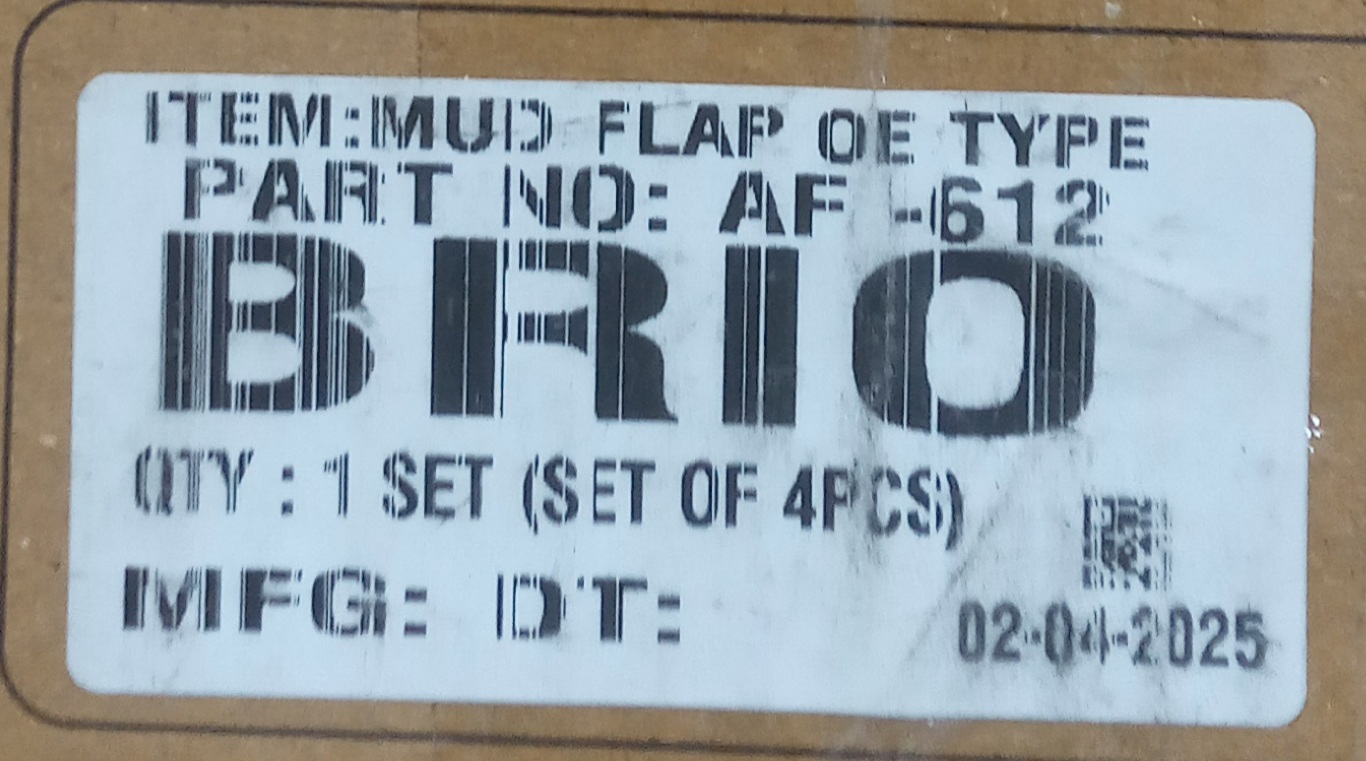 ITEM:MUD FLAP OE TYPE
PART NO: AF -612
BRIO
QTY : 1 SET (SET OF 4PCS)
MFG: DT:
02-04-2025